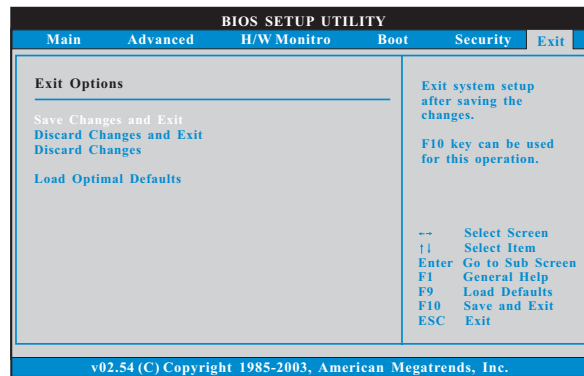 BIOS SETUP UTILITY
Main Advanced H/W Monitro Boot Security Exit
Exit Options
Save Changes and Exit
Discard Changes and Exit
Discard Changes
Load Optimal Defaults
Exit system setup
after saving the
changes.
F10 key can be used
for this operation.
←→ Select Screen
↑↓ Select Item
Enter Go to Sub Screen
F1 General Help
F9 Load Defaults
F10 Save and Exit
ESC Exit
v02.54 (C) Copyright 1985-2003, American Megatrends, Inc.